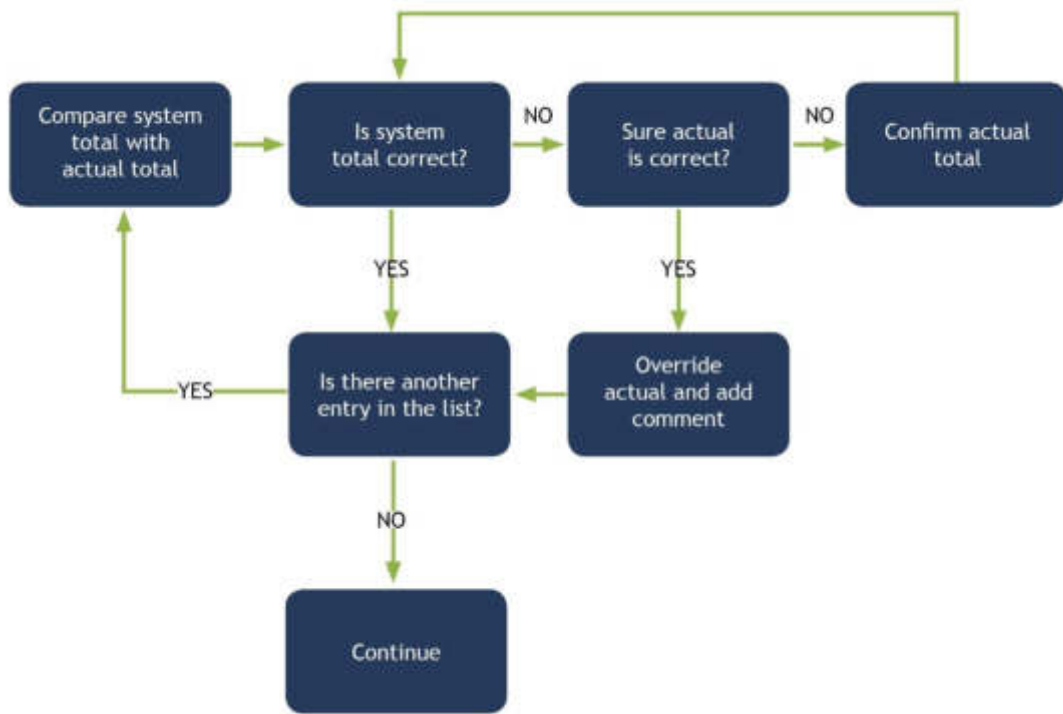 Compare system
total with
actual total
Is system
total correct?
NO
Sure actual
is correct?
NO
Confirm actual
total
YES
YES
Is there another
entry in the list?
Override
actual and add
comment
YES
NO
Continue